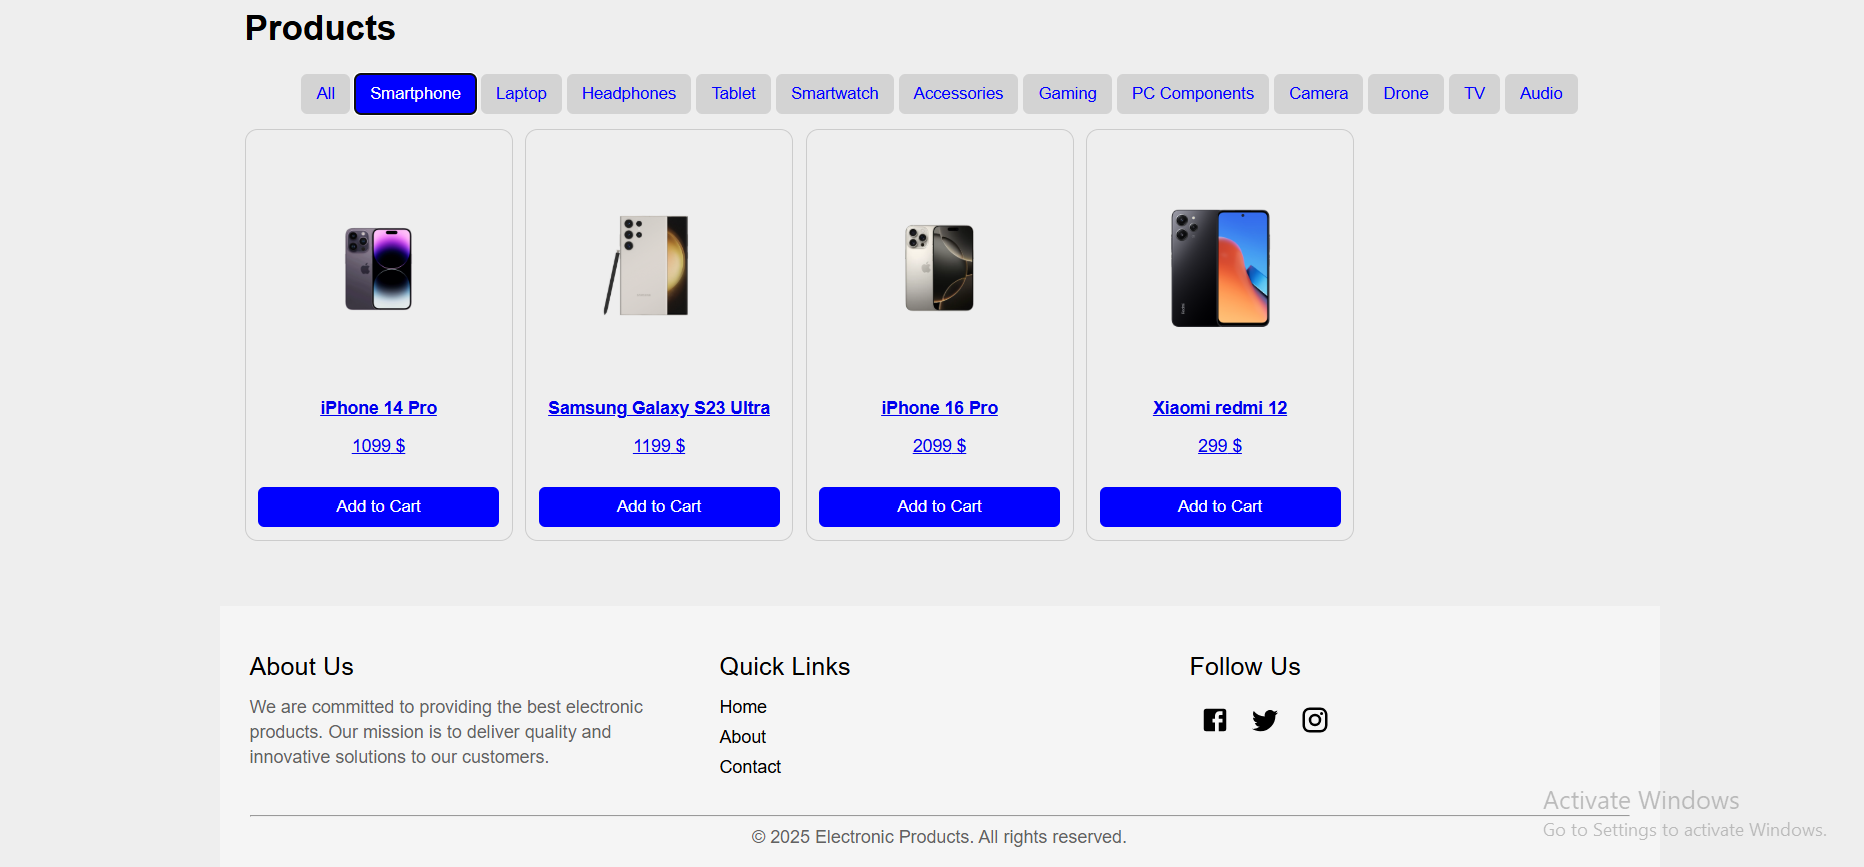 Products
All Smartphone Laptop Headphones Tablet Smartwatch Accessories Gaming PC Components Camera Drone TV Audio
iPhone 14 Pro
1099 $
Add to Cart
Samsung Galaxy S23 Ultra
1199 $
Add to Cart
iPhone 16 Pro
2099 $
Add to Cart
Xiaomi redmi 12
299 $
Add to Cart
About Us
We are committed to providing the best electronic
products. Our mission is to deliver quality and
innovative solutions to our customers.
Quick Links
Home
About
Contact
Follow Us
© 2025 Electronic Products. All rights reserved.
Activate Windows
Go to Settings to activate Windows.